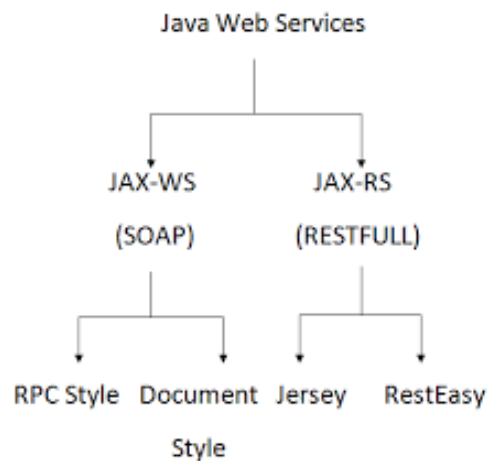 Java Web Services
JAX-WS JAX-RS
(SOAP) (RESTFULL)
RPC Style Document Jersey RestEasy
Style